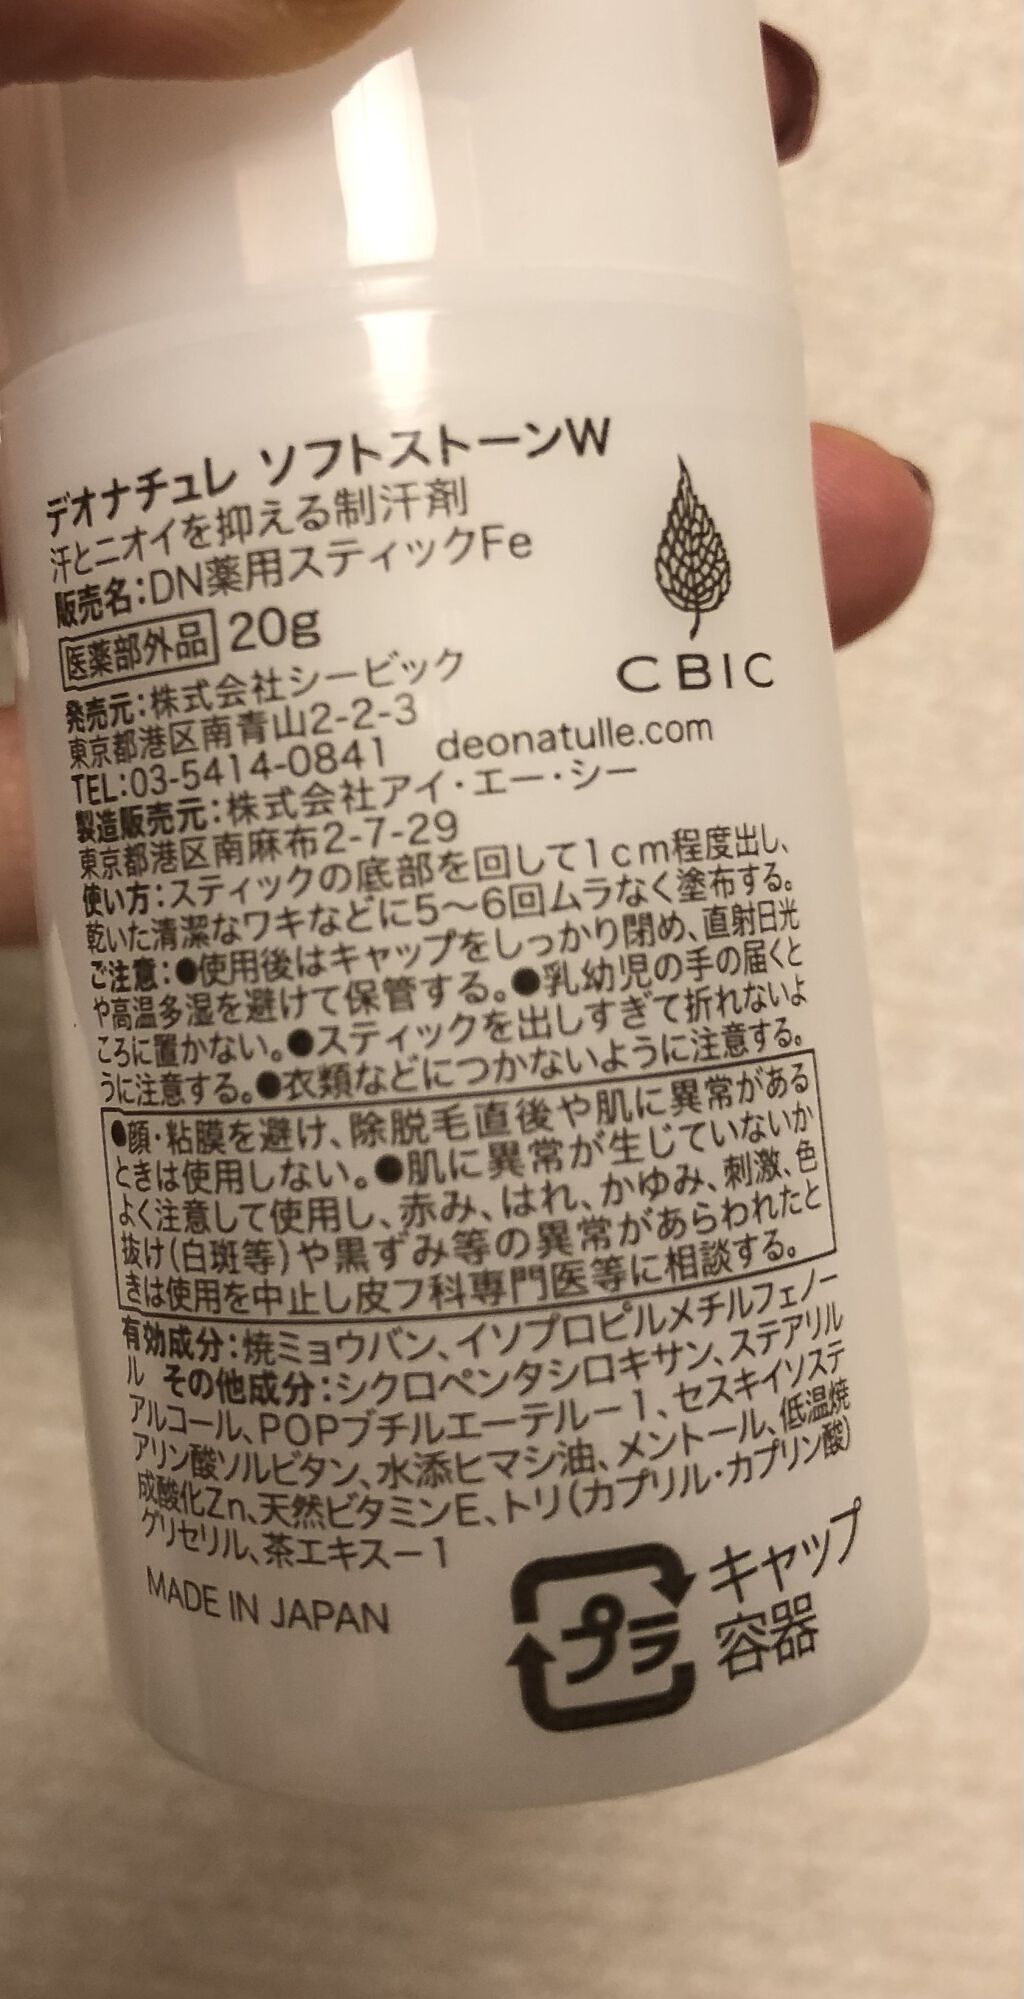 デオナチュレ ソフトストーンW
汗とニオイを抑える制汗剤
販売名:DN薬用スティックFe
医薬部外品 20g
CBIC
発売元:株式会社シービック
東京都港区南青山2-2-3
TEL:03-5414-0841 deonatulle.com
製造販売元:株式会社アイ・エー・シー
東京都港区南麻布2-7-29
使い方:スティックの底部を回して1cm程度出し、
乾いた清潔なワキなどに5〜6回ムラなく塗布する。
ご注意:●使用後はキャップをしっかり閉め、直射日光
や高温多湿を避けて保管する。●乳幼児の手の届くと
ころに置かない。●スティックを出しすぎて折れないよ
うに注意する。●衣類などにつかないように注意する。
●顔・粘膜を避け、除脱毛直後や肌に異常がある
ときは使用しない。●肌に異常が生じていないか
よく注意して使用し、赤み、はれ、かゆみ、刺激、色
抜け(白斑等)や黒ずみ等の異常があらわれたと
きは使用を中止し皮フ科専門医等に相談する。
有効成分:焼ミョウバン、イソプロピルメチルフェノー
ル その他成分:シクロペンタシロキサン、ステアリル
アルコール、POPブチルエーテル−1、セスキイソステ
アリン酸ソルビタン、水添ヒマシ油、メントール、低温焼
成酸化Zn、天然ビタミンE、トリ(カプリル・カプリン酸)
グリセリル、茶エキス−1
MADE IN JAPAN
プラ
キャップ
容器